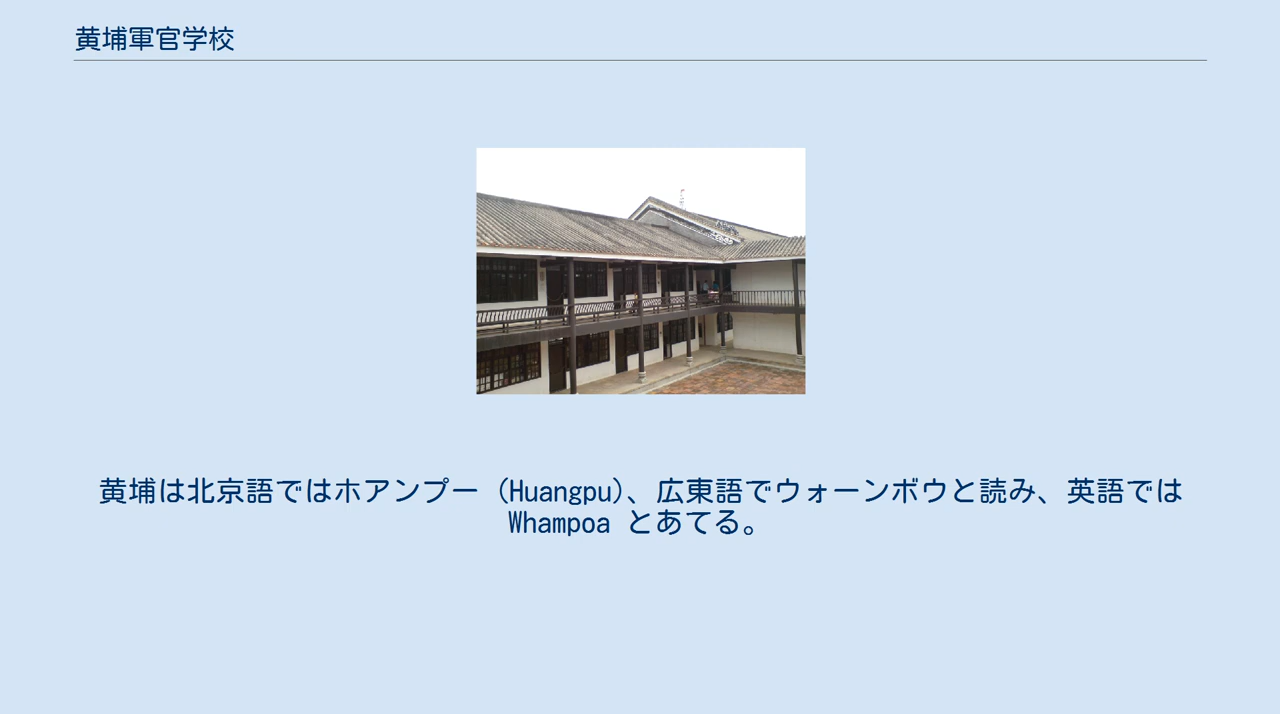 黄埔軍官学校
黄埔は北京語ではホアンプー (Huangpu)、広東語でウォーンボウと読み、英語では
Whampoa とあてる。